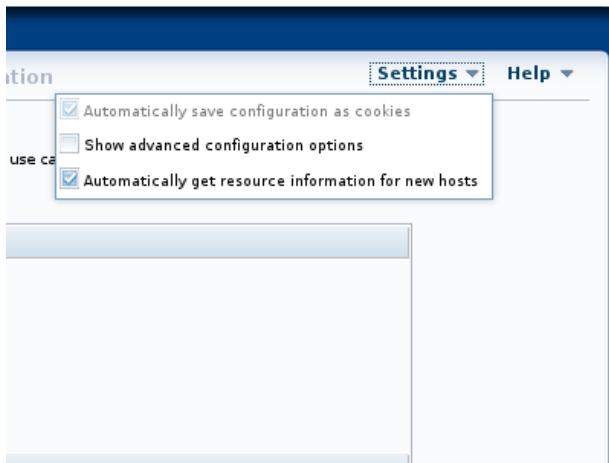 ation
Settings
Help
Automatically save configuration as cookies
Show advanced configuration options
use ca
Automatically get resource information for new hosts